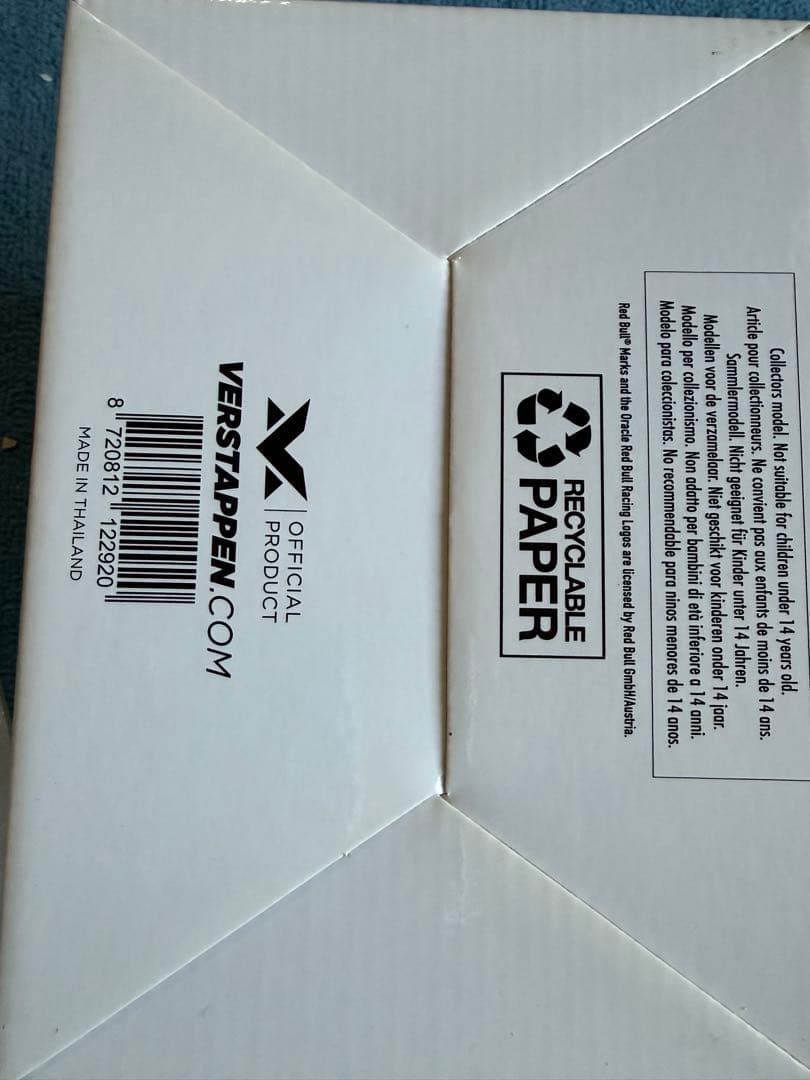 Collectors model. Not suitable for children under 14 years old.
Article pour collectionneurs. Ne convient pas aux enfants de moins de 14 ans.
Sammlermodell. Nicht geeignet für Kinder unter 14 Jahren.
Modellen voor de verzamelaar. Niet geschikt voor kinderen onder 14 jaar.
Modello per collezionismo. Non adatto per bambini di età inferiore a 14 anni.
Modelo para coleccionistas. No recommendable para ninos menores de 14 anos.
Red Bull® Marks and the Oracle Red Bull Racing Logos are licensed by Red Bull GmbH/Austria.
RECYCLABLE
PAPER
OFFICIAL
PRODUCT
VERSTAPPEN.COM
8 720812 122920
MADE IN THAILAND